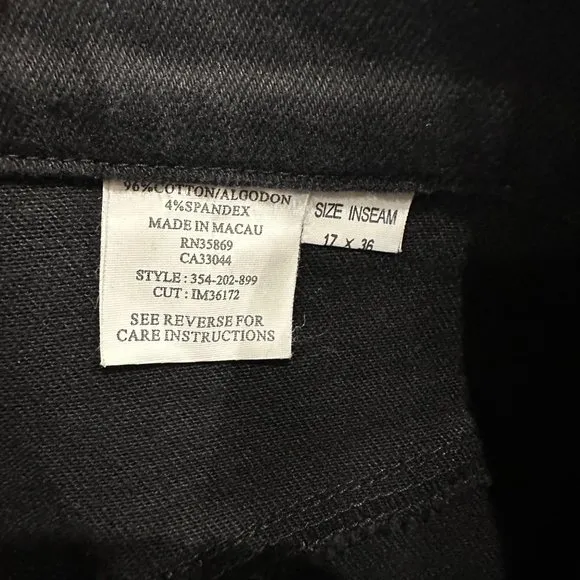 96%COTTON/ALGODON
4%SPANDEX
MADE IN MACAU
RN35869
CA33044
STYLE : 354-202-899
CUT : IM36172
SEE REVERSE FOR
CARE INSTRUCTIONS
SIZE INSEAM
17 x 36